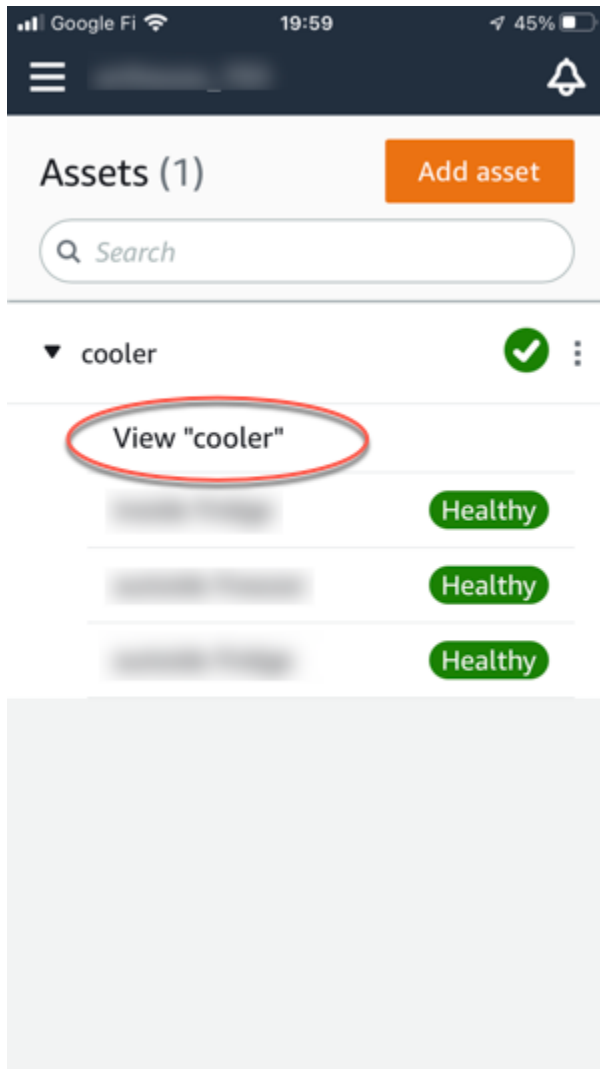 Google Fi 19:59 45%
Assets (1) Add asset
Search
cooler
View "cooler"
Healthy
Healthy
Healthy